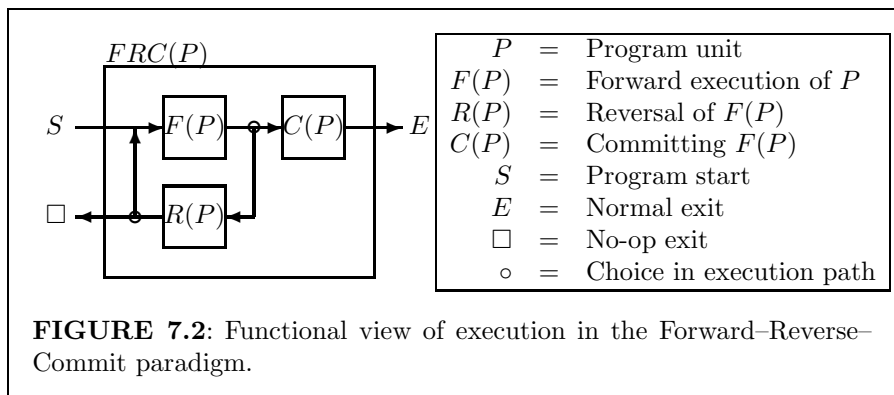 FRC(P)
S F(P) C(P) E
□ R(P)
P = Program unit
F(P) = Forward execution of P
R(P) = Reversal of F(P)
C(P) = Committing F(P)
S = Program start
E = Normal exit
□ = No-op exit
○ = Choice in execution path
FIGURE 7.2: Functional view of execution in the Forward–Reverse–
Commit paradigm.